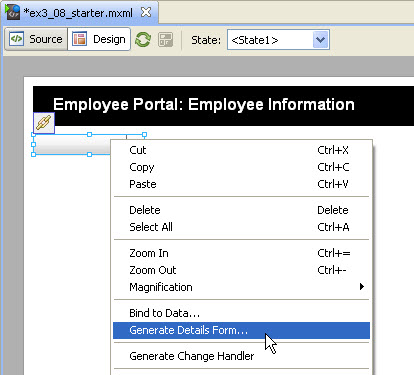 *ex3_08_starter.mxml
Source Design State: <State1>
Employee Portal: Employee Information
Cut Ctrl+X
Copy Ctrl+C
Paste Ctrl+V
Delete Delete
Select All Ctrl+A
Zoom In Ctrl+=
Zoom Out Ctrl+-
Magnification
Bind to Data...
Generate Details Form...
Generate Change Handler